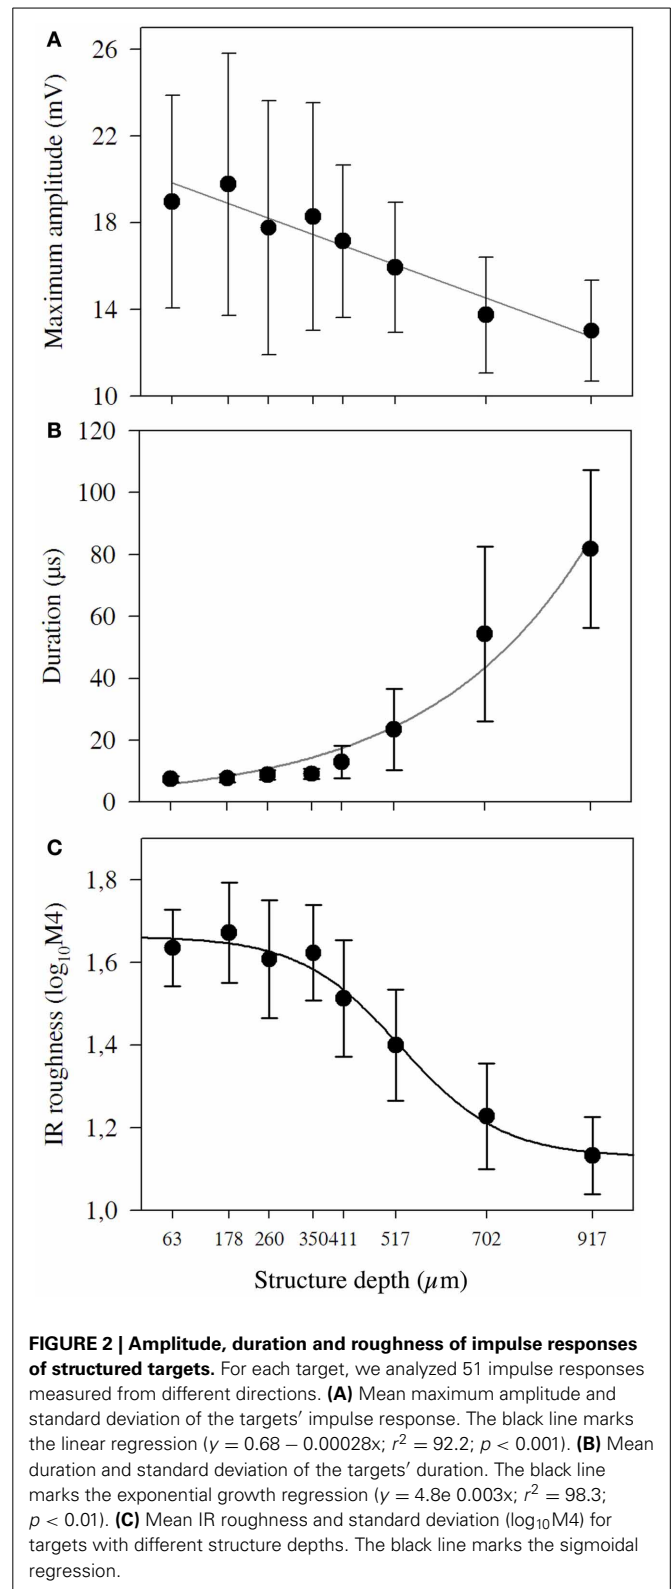 A
Maximum amplitude (mV)
26
22
18
14
10
B
Duration (µs)
120
100
80
60
40
20
0
C
IR roughness (log10M4)
1,8
1,6
1,4
1,2
1,0
63 178 260 350 411 517 702 917
Structure depth (µm)
FIGURE 2 | Amplitude, duration and roughness of impulse responses
of structured targets. For each target, we analyzed 51 impulse responses
measured from different directions. (A) Mean maximum amplitude and
standard deviation of the targets' impulse response. The black line marks
the linear regression (y = 0.68 − 0.00028x; r² = 92.2; p < 0.001). (B) Mean
duration and standard deviation of the targets' duration. The black line
marks the exponential growth regression (y = 4.8e 0.003x; r² = 98.3;
p < 0.01). (C) Mean IR roughness and standard deviation (log10M4) for
targets with different structure depths. The black line marks the sigmoidal
regression.